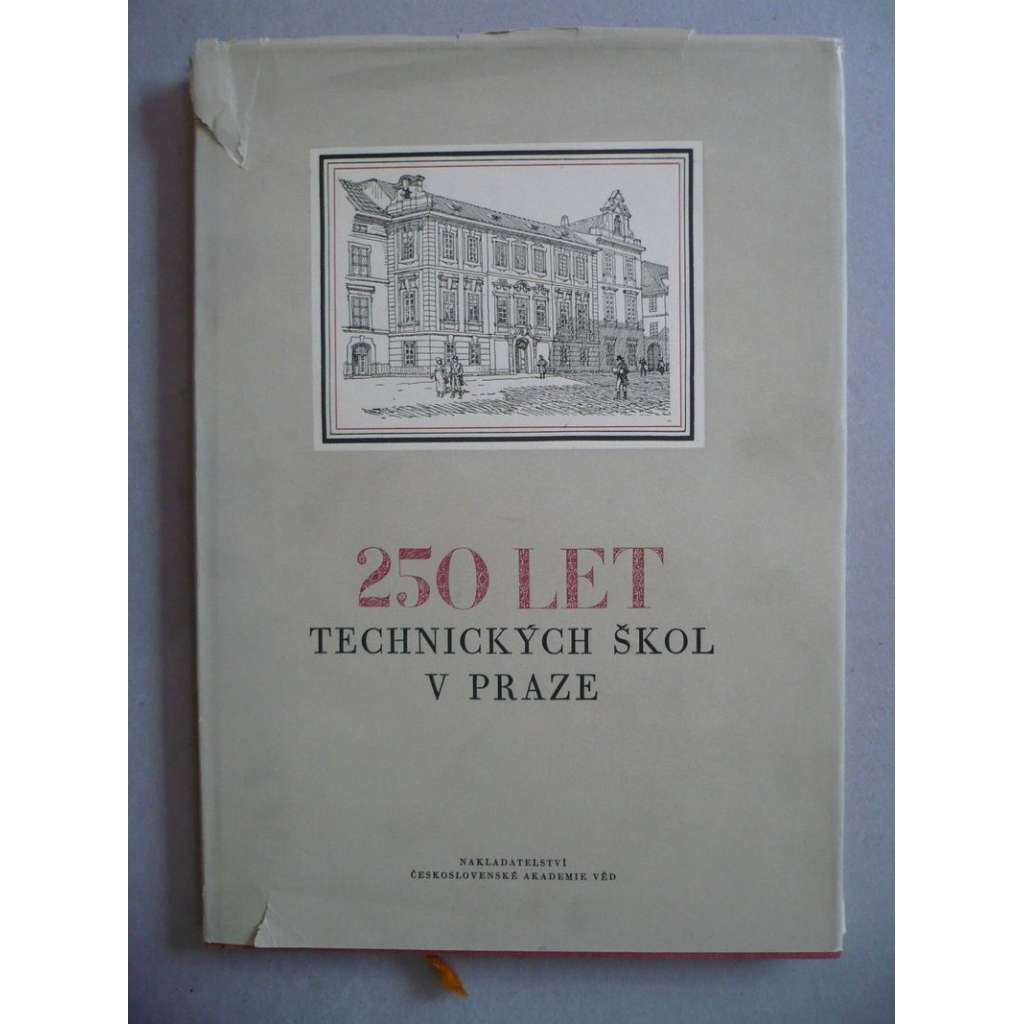 250 LET
TECHNICKÝCH ŠKOL
V PRAZE
NAKLADATELSTVÍ
ČESKOSLOVENSKÉ AKADEMIE VĚD